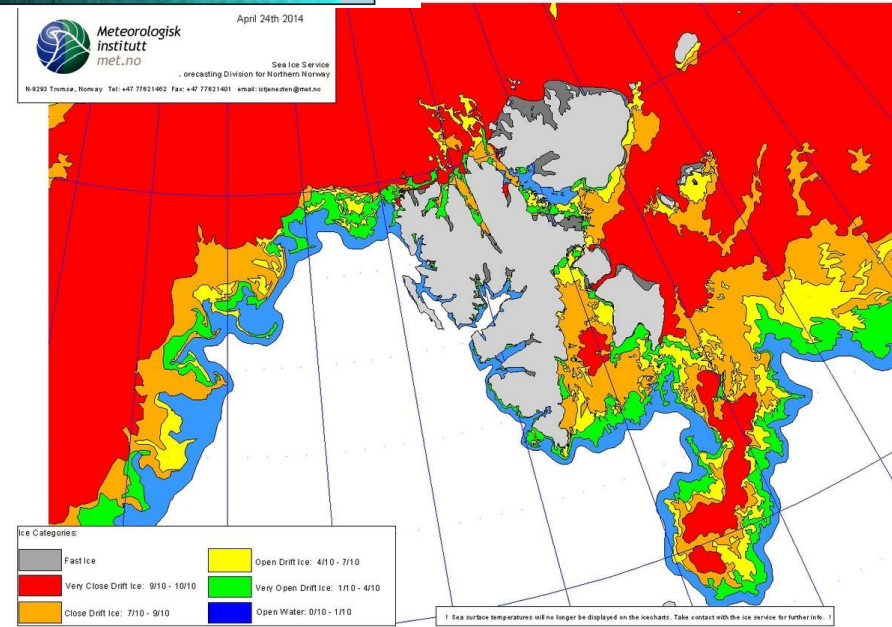 April 24th 2014
Meteorologisk
institutt
met.no
Sea Ice Service
. orecasting Division for Northern Norway
N-9293 Tromsø, Norway Tel: +47 77621462 Fax: +47 77621401 email: istjenesten@met.no
Ice Categories:
Fast Ice
Very Close Drift Ice: 9/10 - 10/10
Close Drift Ice: 7/10 - 9/10
Open Drift Ice: 4/10 - 7/10
Very Open Drift Ice: 1/10 - 4/10
Open Water: 0/10 - 1/10
! Sea surface temperatures will no longer be displayed on the icecharts. Take contact with the ice service for further info. !